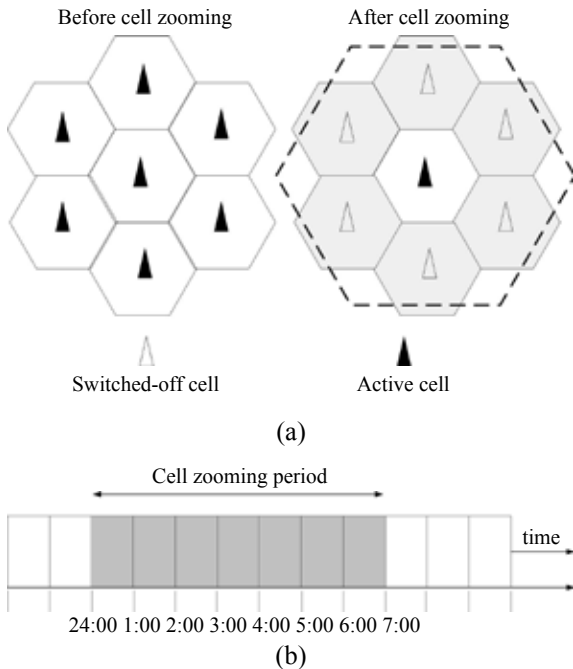 Before cell zooming After cell zooming
Switched-off cell Active cell
(a)
Cell zooming period
time
24:00 1:00 2:00 3:00 4:00 5:00 6:00 7:00
(b)